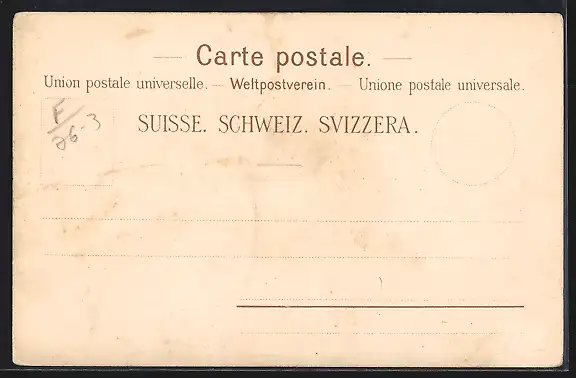 — Carte postale. —
Union postale universelle. — Weltpostverein. — Unione postale universale.
F/26-3
SUISSE. SCHWEIZ. SVIZZERA.